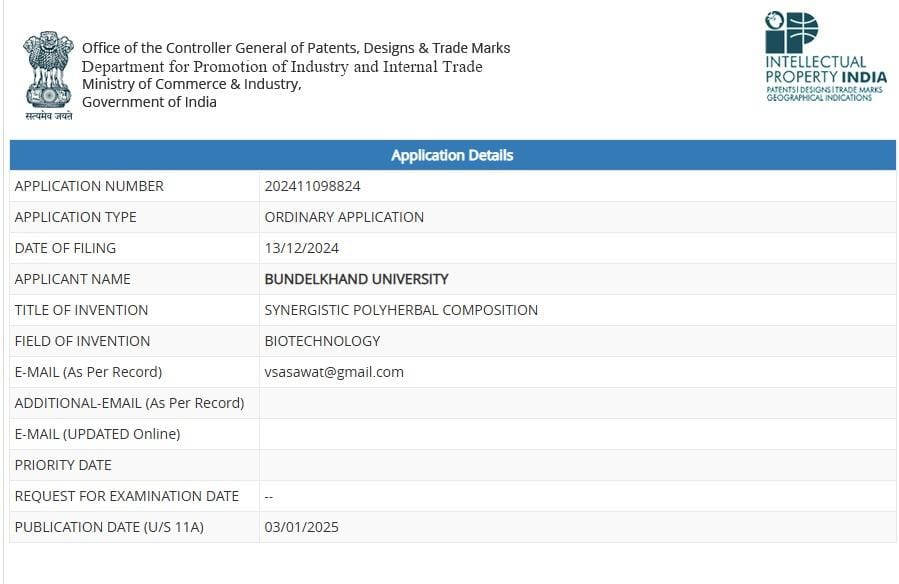 Office of the Controller General of Patents, Designs & Trade Marks
Department for Promotion of Industry and Internal Trade
Ministry of Commerce & Industry,
Government of India
सत्यमेव जयते
INTELLECTUAL
PROPERTY INDIA
PATENTS | DESIGNS | TRADE MARKS
GEOGRAPHICAL INDICATIONS
Application Details
APPLICATION NUMBER 202411098824
APPLICATION TYPE ORDINARY APPLICATION
DATE OF FILING 13/12/2024
APPLICANT NAME BUNDELKHAND UNIVERSITY
TITLE OF INVENTION SYNERGISTIC POLYHERBAL COMPOSITION
FIELD OF INVENTION BIOTECHNOLOGY
E-MAIL (As Per Record) vsasawat@gmail.com
ADDITIONAL-EMAIL (As Per Record)
E-MAIL (UPDATED Online)
PRIORITY DATE
REQUEST FOR EXAMINATION DATE --
PUBLICATION DATE (U/S 11A) 03/01/2025